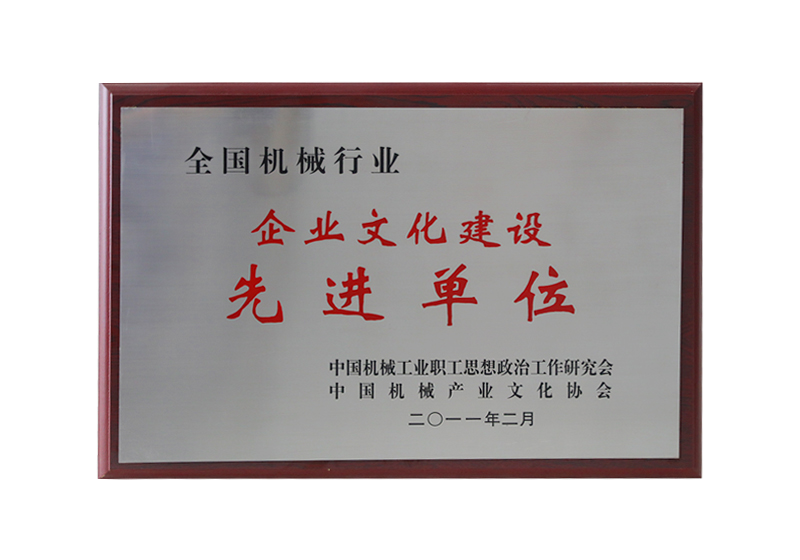 全国机械行业
企业文化建设
先进单位
中国机械工业职工思想政治工作研究会
中国机械产业文化协会
二〇一一年二月